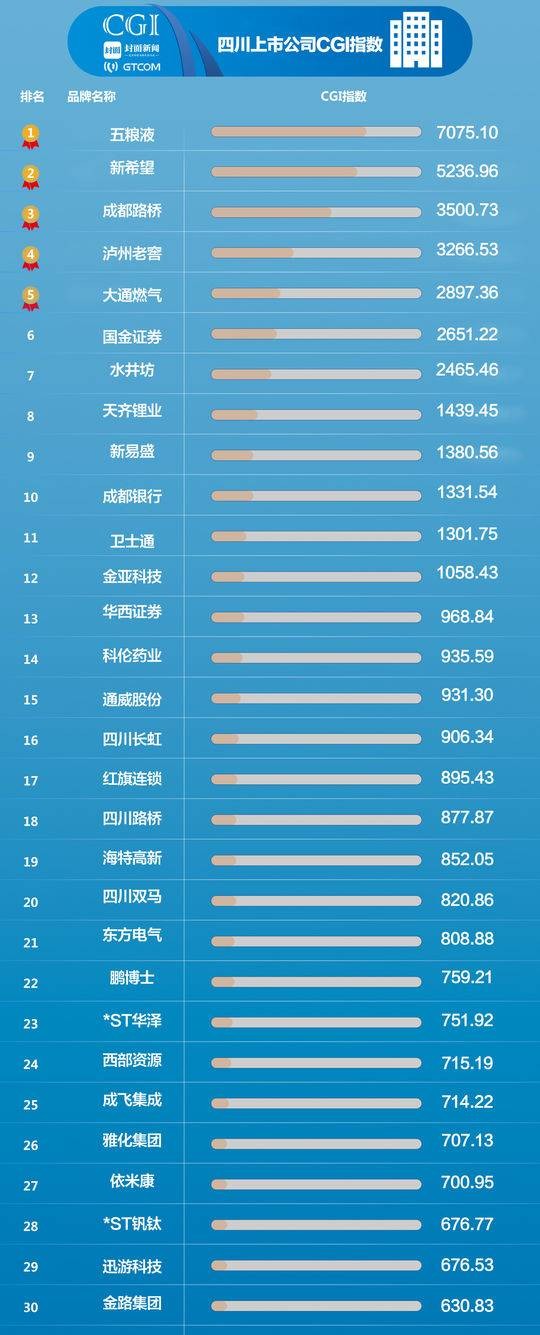 CGI
封面 封面新闻
GTCOM
四川上市公司CGI指数
排名 品牌名称 CGI指数
1 五粮液 7075.10
2 新希望 5236.96
3 成都路桥 3500.73
4 泸州老窖 3266.53
5 大通燃气 2897.36
6 国金证券 2651.22
7 水井坊 2465.46
8 天齐锂业 1439.45
9 新易盛 1380.56
10 成都银行 1331.54
11 卫士通 1301.75
12 金亚科技 1058.43
13 华西证券 968.84
14 科伦药业 935.59
15 通威股份 931.30
16 四川长虹 906.34
17 红旗连锁 895.43
18 四川路桥 877.87
19 海特高新 852.05
20 四川双马 820.86
21 东方电气 808.88
22 鹏博士 759.21
23 *ST华泽 751.92
24 西部资源 715.19
25 成飞集成 714.22
26 雅化集团 707.13
27 依米康 700.95
28 *ST钒钛 676.77
29 迅游科技 676.53
30 金路集团 630.83